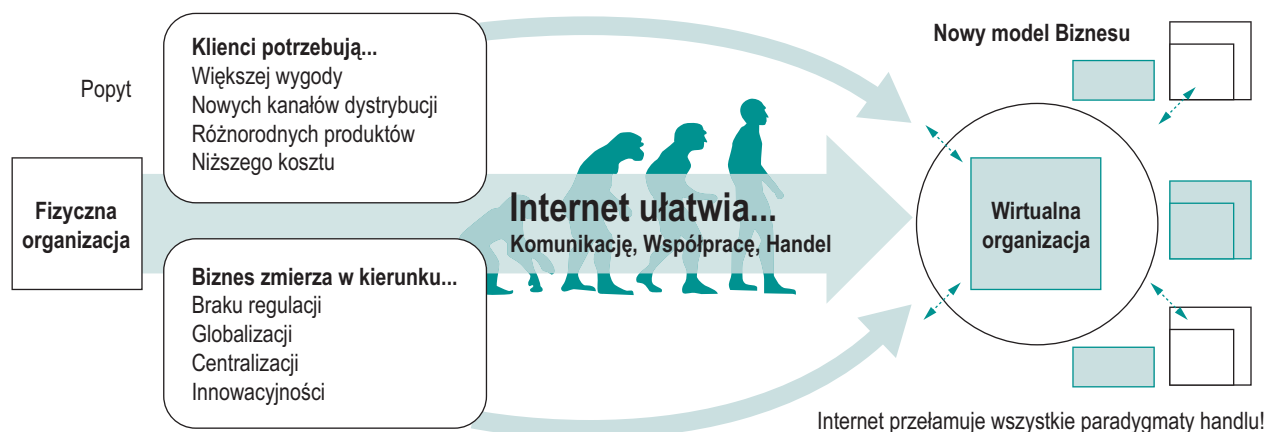 Popyt
Fizyczna
organizacja
Klienci potrzebują...
Większej wygody
Nowych kanałów dystrybucji
Różnorodnych produktów
Niższego kosztu
Biznes zmierza w kierunku...
Braku regulacji
Globalizacji
Centralizacji
Innowacyjności
Internet ułatwia...
Komunikację, Współpracę, Handel
Nowy model Biznesu
Wirtualna
organizacja
Internet przełamuje wszystkie paradygmaty handlu!